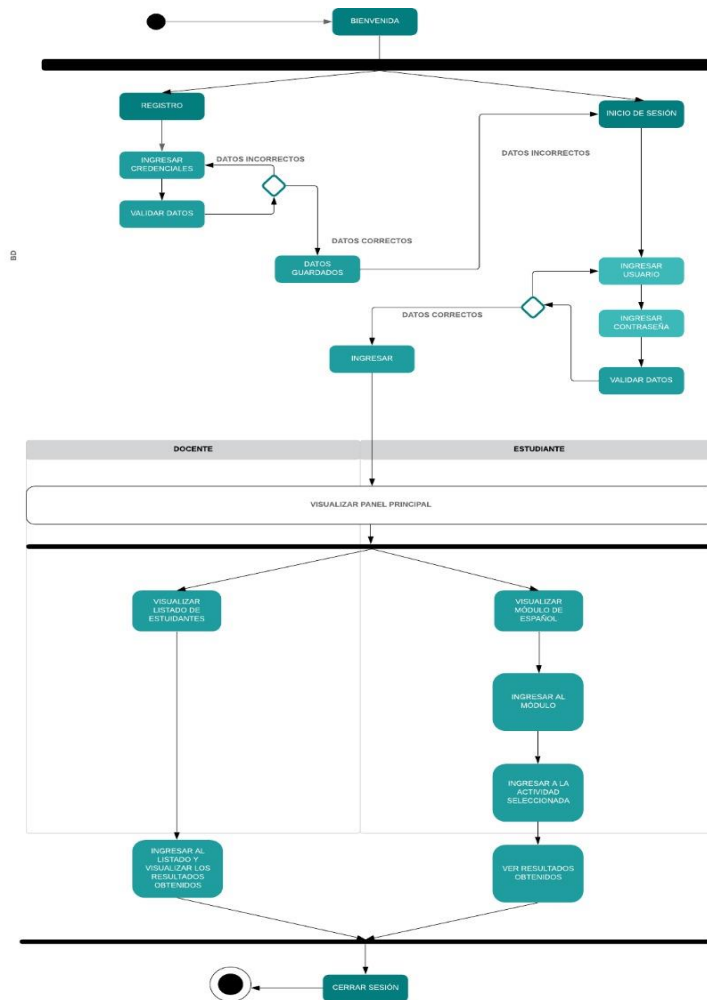 BIENVENIDA
REGISTRO
INICIO DE SESIÓN
INGRESAR
CREDENCIALES
DATOS INCORRECTOS
DATOS INCORRECTOS
VALIDAR DATOS
DATOS CORRECTOS
BD
DATOS
GUARDADOS
INGRESAR
USUARIO
DATOS CORRECTOS
INGRESAR
CONTRASEÑA
INGRESAR
VALIDAR DATOS
DOCENTE
ESTUDIANTE
VISUALIZAR PANEL PRINCIPAL
VISUALIZAR
LISTADO DE
ESTUIDANTES
VISUALIZAR
MÓDULO DE
ESPAÑOL
INGRESAR AL
MÓDULO
INGRESAR A LA
ACTIVIDAD
SELECCIONADA
INGRESAR AL
LISTADO Y
VISUALIZAR LOS
RESULTADOS
OBTENIDOS
VER RESULTADOS
OBTENIDOS
CERRAR SESIÓN